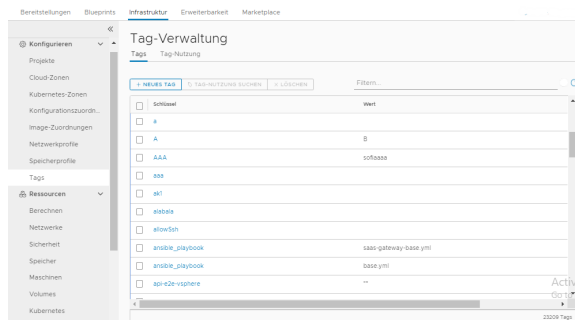 Bereitstellungen Blueprints Infrastruktur Erweiterbarkeit Marketplace
«
Konfigurieren
Projekte
Cloud-Zonen
Kubernetes-Zonen
Konfigurationszuordn...
Image-Zuordnungen
Netzwerkprofile
Speicherprofile
Tags
Ressourcen
Berechnen
Netzwerke
Sicherheit
Speicher
Maschinen
Volumes
Kubernetes
Tag-Verwaltung
Tags Tag-Nutzung
+ NEUES TAG TAG-NUTZUNG SUCHEN × LÖSCHEN Filtern...
Schlüssel Wert
a
A B
AAA sofiaaaa
aaa
ak1
alabala
allowSsh
ansible_playbook saas-gateway-base.yml
ansible_playbook base.yml
api-e2e-vsphere ""
Activ
Go to
23209 Tags